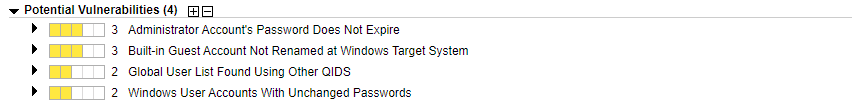 Potential Vulnerabilities (4)
3 Administrator Account's Password Does Not Expire
3 Built-in Guest Account Not Renamed at Windows Target System
2 Global User List Found Using Other QIDS
2 Windows User Accounts With Unchanged Passwords